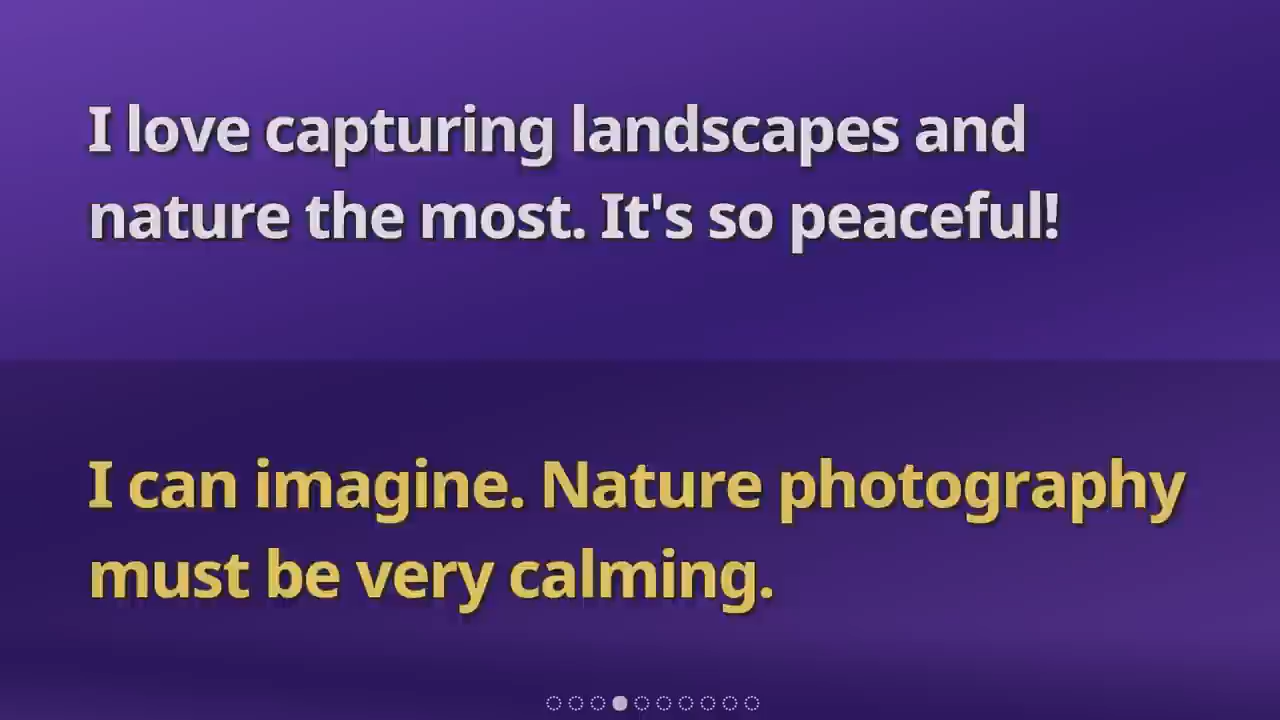 I love capturing landscapes and
nature the most. It's so peaceful!
I can imagine. Nature photography
must be very calming.